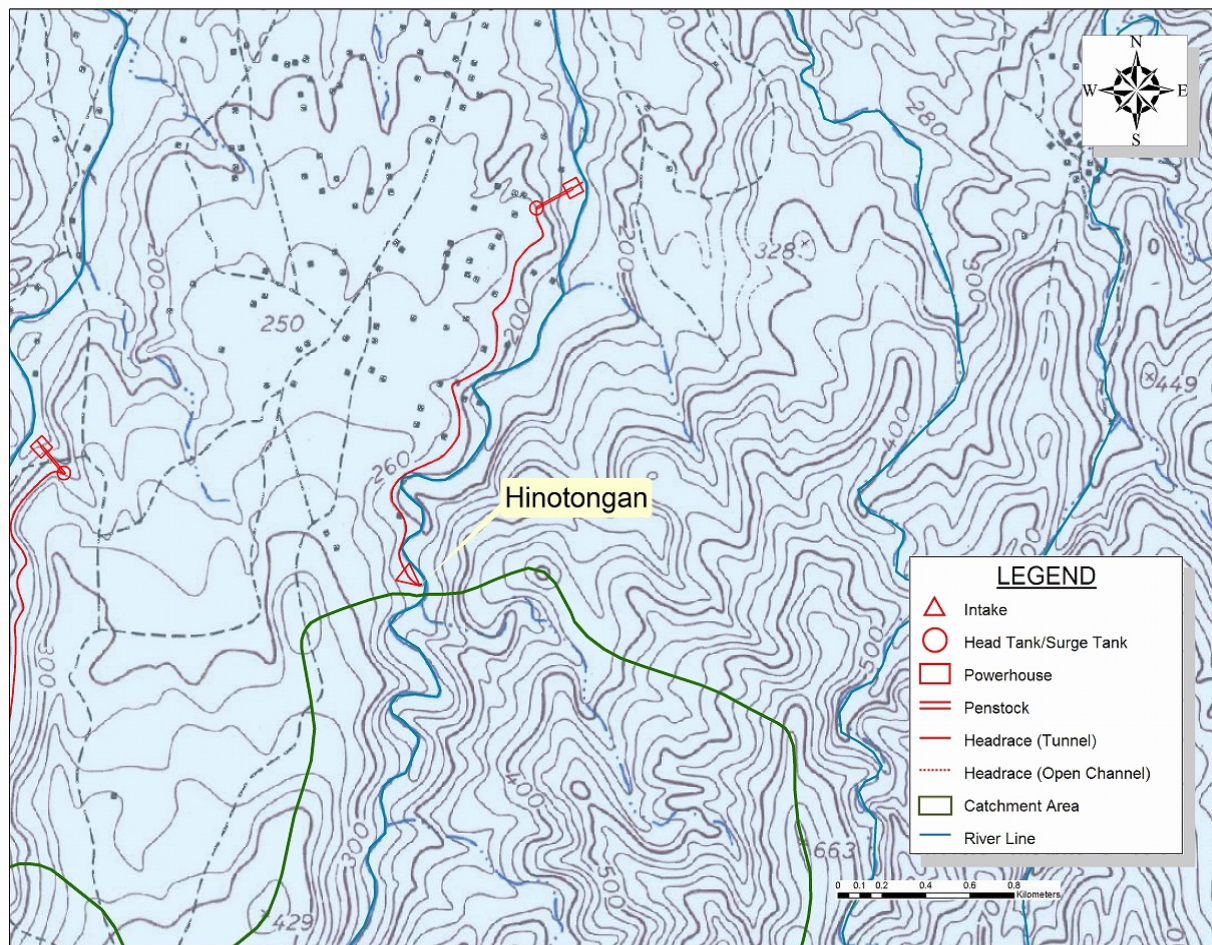 N
W E
S
280
200
328
300
200
250
200
449
400
260
Hinotongan
LEGEND
Intake
Head Tank/Surge Tank
Powerhouse
Penstock
Headrace (Tunnel)
Headrace (Open Channel)
Catchment Area
River Line
300
500
400
300
663
500
429
0 0.1 0.2 0.4 0.6 0.8
Kilometers